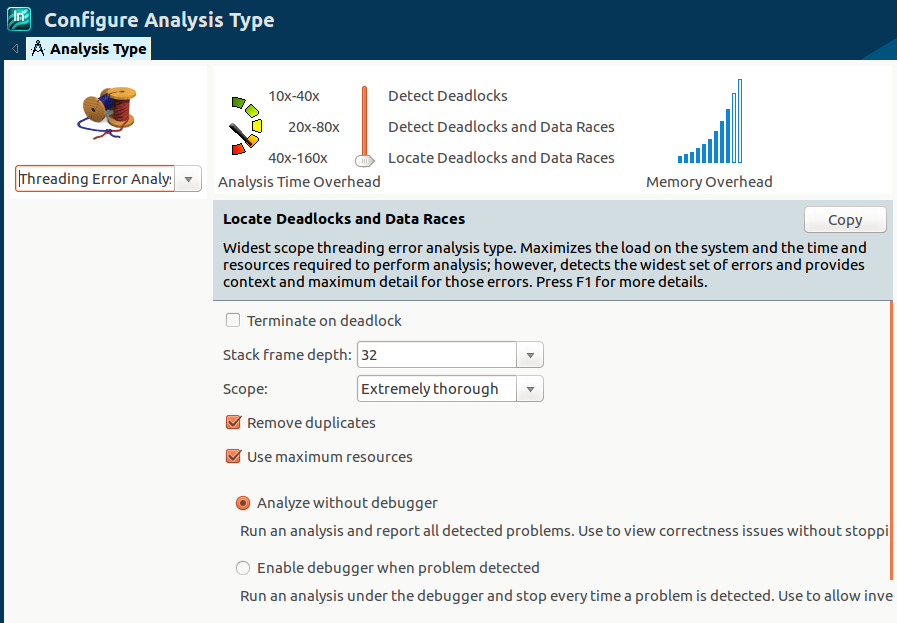 In
Configure Analysis Type
Analysis Type
Threading Error Analy
10x-40x
Detect Deadlocks
20x-80x
Detect Deadlocks and Data Races
40x-160x
Locate Deadlocks and Data Races
Analysis Time Overhead
Memory Overhead
Locate Deadlocks and Data Races
Copy
Widest scope threading error analysis type. Maximizes the load on the system and the time and
resources required to perform analysis; however, detects the widest set of errors and provides
context and maximum detail for those errors. Press F1 for more details.
Terminate on deadlock
Stack frame depth: 32
Scope: Extremely thorough
Remove duplicates
Use maximum resources
Analyze without debugger
Run an analysis and report all detected problems. Use to view correctness issues without stoppi
Enable debugger when problem detected
Run an analysis under the debugger and stop every time a problem is detected. Use to allow inve